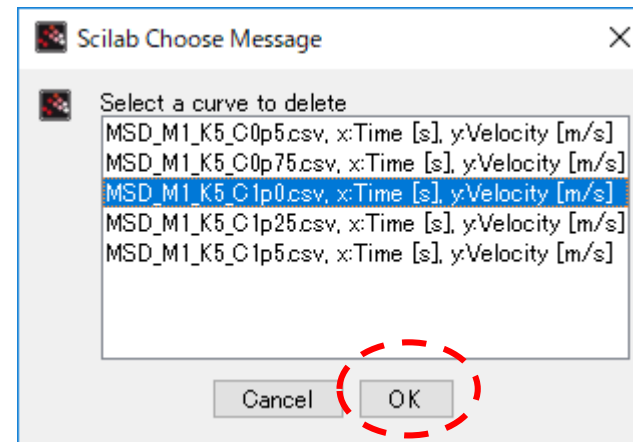 Scilab Choose Message
Select a curve to delete
MSD_M1_K5_C0p5.csv, x:Time [s], y:Velocity [m/s]
MSD_M1_K5_C0p75.csv, x:Time [s], y:Velocity [m/s]
MSD_M1_K5_C1p0.csv, x:Time [s], y:Velocity [m/s]
MSD_M1_K5_C1p25.csv, x:Time [s], y:Velocity [m/s]
MSD_M1_K5_C1p5.csv, x:Time [s], y:Velocity [m/s]
Cancel OK